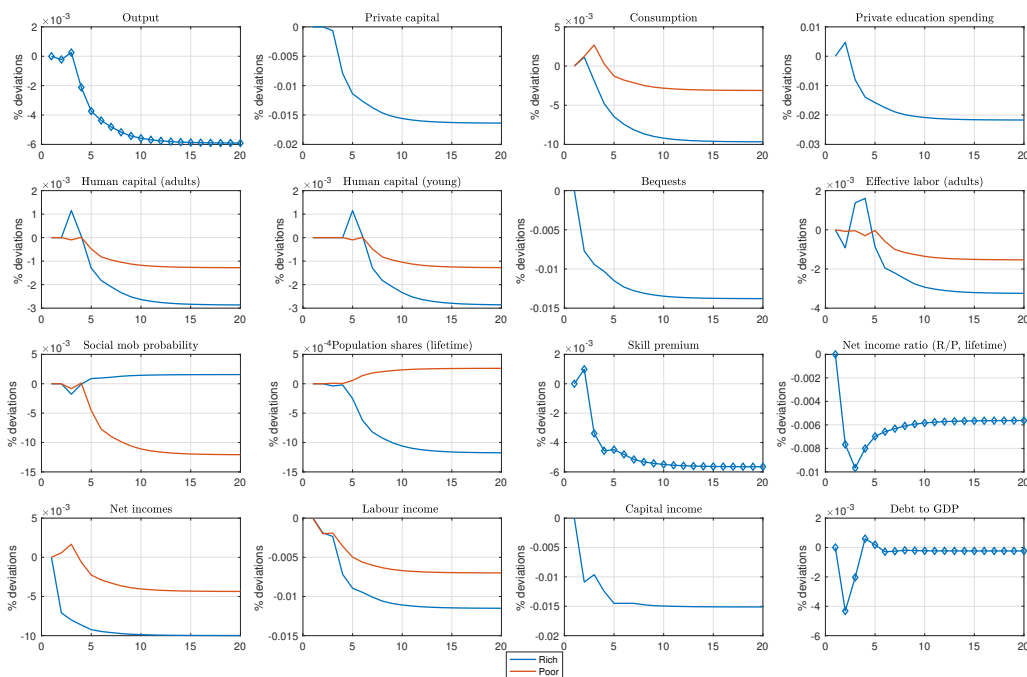 Output
×10⁻³
% deviations
2
0
-2
-4
-6
0 5 10 15 20
Private capital
% deviations
0
-0.005
-0.01
-0.015
-0.02
0 5 10 15 20
Consumption
×10⁻³
% deviations
5
0
-5
-10
0 5 10 15 20
Private education spending
% deviations
0.01
0
-0.01
-0.02
-0.03
0 5 10 15 20
Human capital (adults)
×10⁻³
% deviations
2
1
0
-1
-2
-3
0 5 10 15 20
Human capital (young)
×10⁻³
% deviations
2
1
0
-1
-2
-3
0 5 10 15 20
Bequests
% deviations
0
-0.005
-0.01
-0.015
0 5 10 15 20
Effective labor (adults)
×10⁻³
% deviations
2
0
-2
-4
0 5 10 15 20
Social mob probability
×10⁻³
% deviations
5
0
-5
-10
-15
0 5 10 15 20
×10⁻⁴Population shares (lifetime)
% deviations
5
0
-5
-10
-15
0 5 10 15 20
Skill premium
×10⁻³
% deviations
2
0
-2
-4
-6
0 5 10 15 20
Net income ratio (R/P, lifetime)
% deviations
0
-0.002
-0.004
-0.006
-0.008
-0.01
0 5 10 15 20
Net incomes
×10⁻³
% deviations
5
0
-5
-10
0 5 10 15 20
Labour income
% deviations
0
-0.005
-0.01
-0.015
0 5 10 15 20
Capital income
% deviations
0
-0.005
-0.01
-0.015
-0.02
0 5 10 15 20
Debt to GDP
×10⁻³
% deviations
2
0
-2
-4
-6
0 5 10 15 20
Rich
Poor